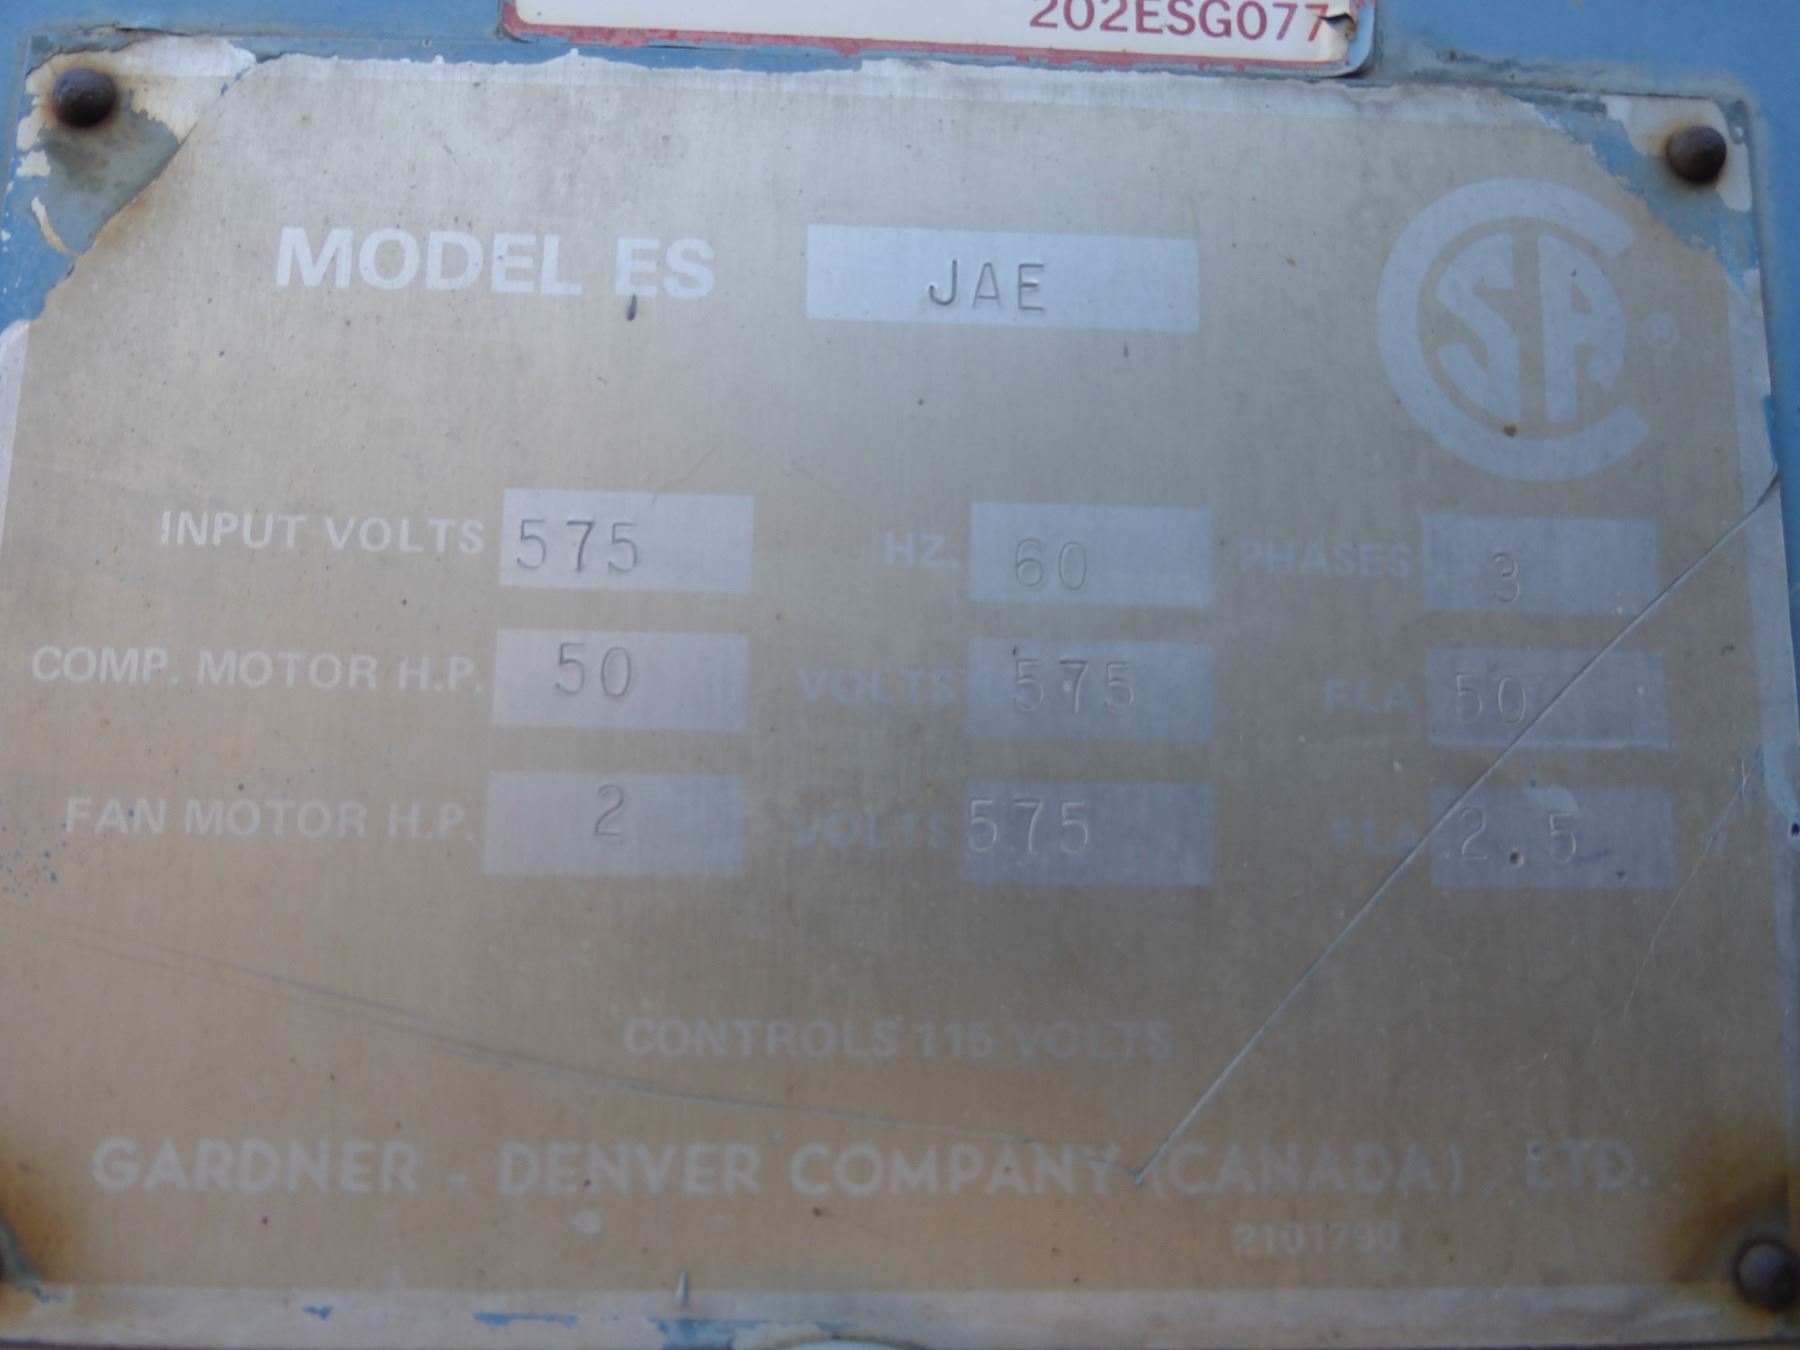 202ESG077
MODEL ES JAE
CSA ®
INPUT VOLTS 575 HZ. 60 PHASES 3
COMP. MOTOR H.P. 50 VOLTS 575 FLA 50
FAN MOTOR H.P. 2 VOLTS 575 FLA 2.5
CONTROLS 115 VOLTS
GARDNER - DENVER COMPANY (CANADA), LTD.
2101790